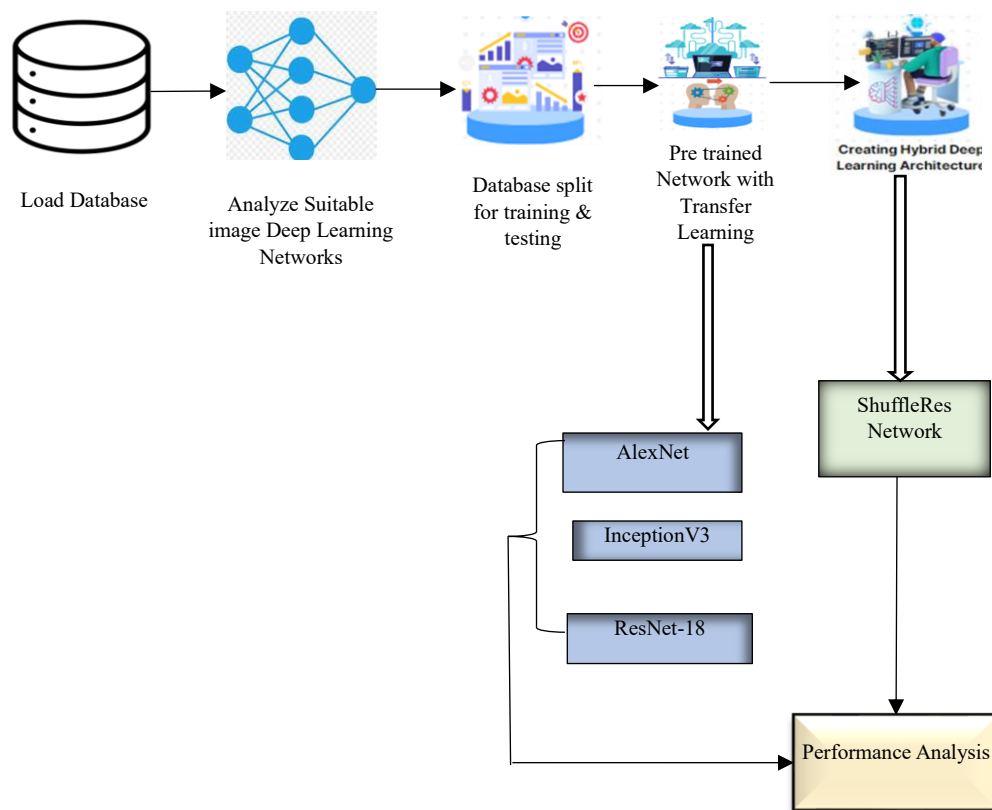 Load Database
Analyze Suitable
image Deep Learning
Networks
Database split
for training &
testing
Pre trained
Network with
Transfer
Learning
Creating Hybrid Deep
Learning Architecture
ShuffleRes
Network
AlexNet
InceptionV3
ResNet-18
Performance Analysis